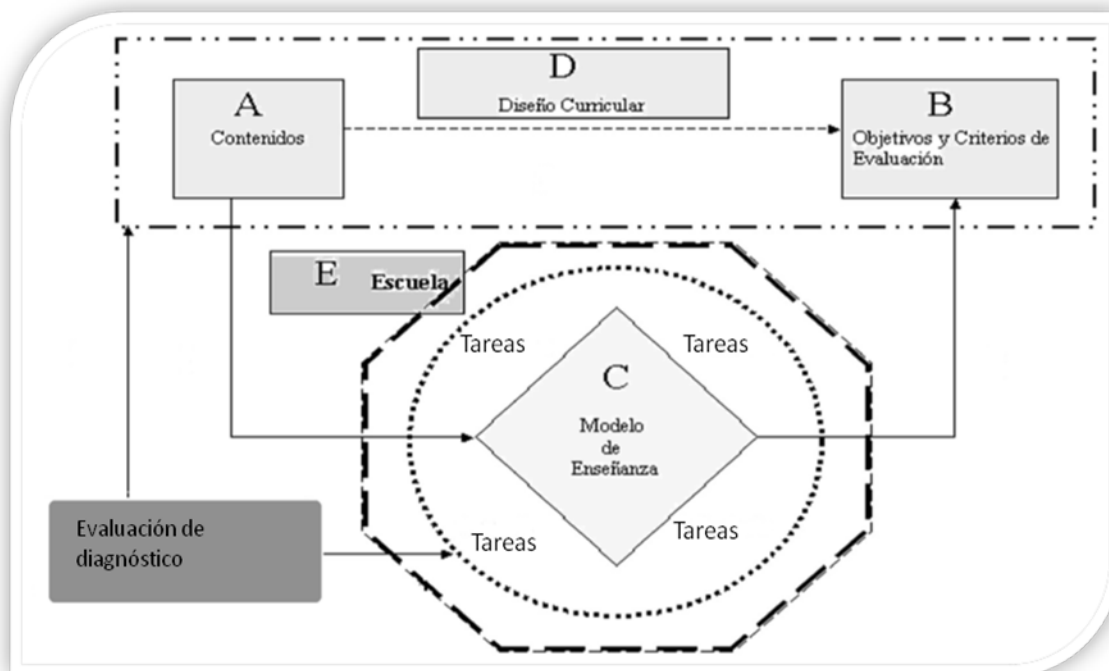 D
Diseño Curricular
A
Contenidos
B
Objetivos y Criterios de
Evaluación
E Escuela
Tareas
Tareas
C
Modelo
de
Enseñanza
Tareas
Tareas
Evaluación de
diagnóstico